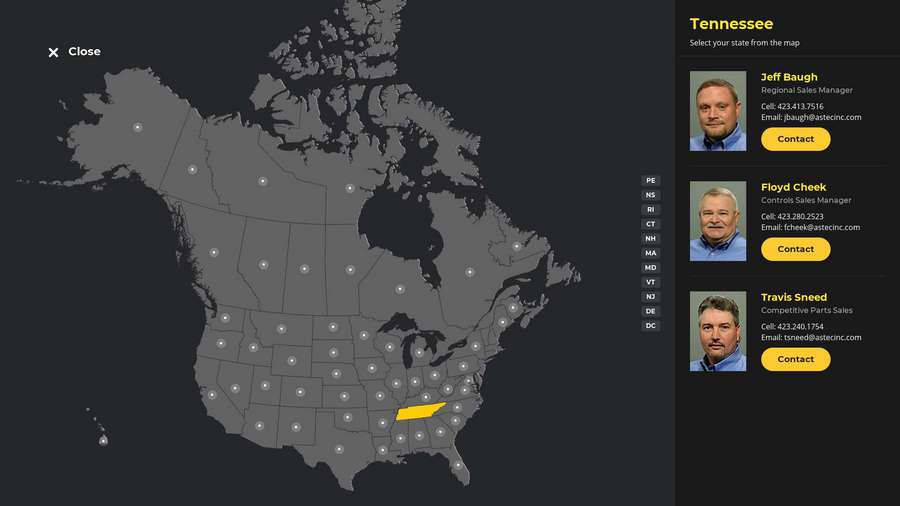 Close
PE
NS
RI
CT
NH
MA
MD
VT
NJ
DE
DC
Tennessee
Select your state from the map
Jeff Baugh
Regional Sales Manager
Cell: 423.413.7516
Email: jbaugh@astecinc.com
Contact
Floyd Cheek
Controls Sales Manager
Cell: 423.280.2523
Email: fcheek@astecinc.com
Contact
Travis Sneed
Competitive Parts Sales
Cell: 423.240.1754
Email: tsneed@astecinc.com
Contact